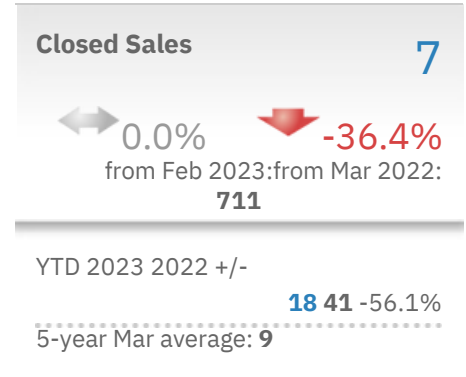 Closed Sales
7
0.0%
-36.4%
from Feb 2023:from Mar 2022:
711
YTD 2023 2022 +/-
18 41 -56.1%
5-year Mar average: 9